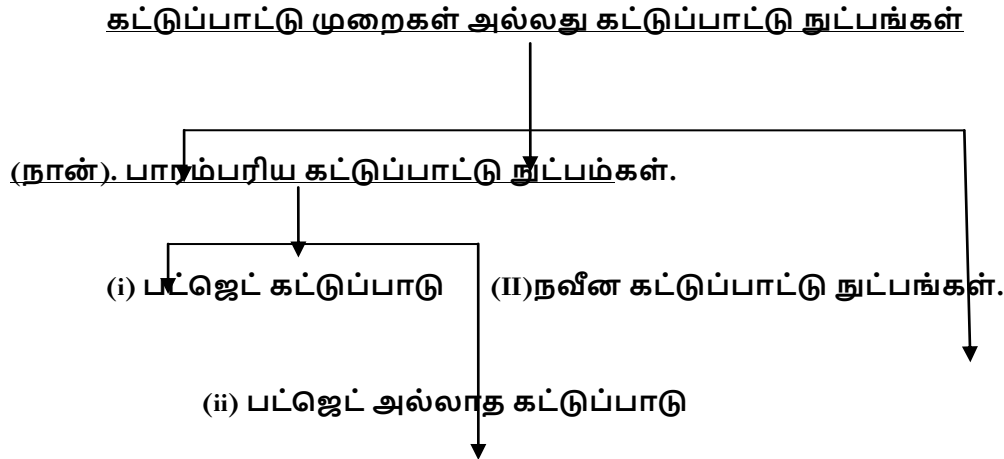 கட்டுப்பாட்டு முறைகள் அல்லது கட்டுப்பாட்டு நுட்பங்கள்
(நான்). பாரம்பரிய கட்டுப்பாட்டு நுட்பம்கள்.
(i) பட்ஜெட் கட்டுப்பாடு (II)நவீன கட்டுப்பாட்டு நுட்பங்கள்.
(ii) பட்ஜெட் அல்லாத கட்டுப்பாடு